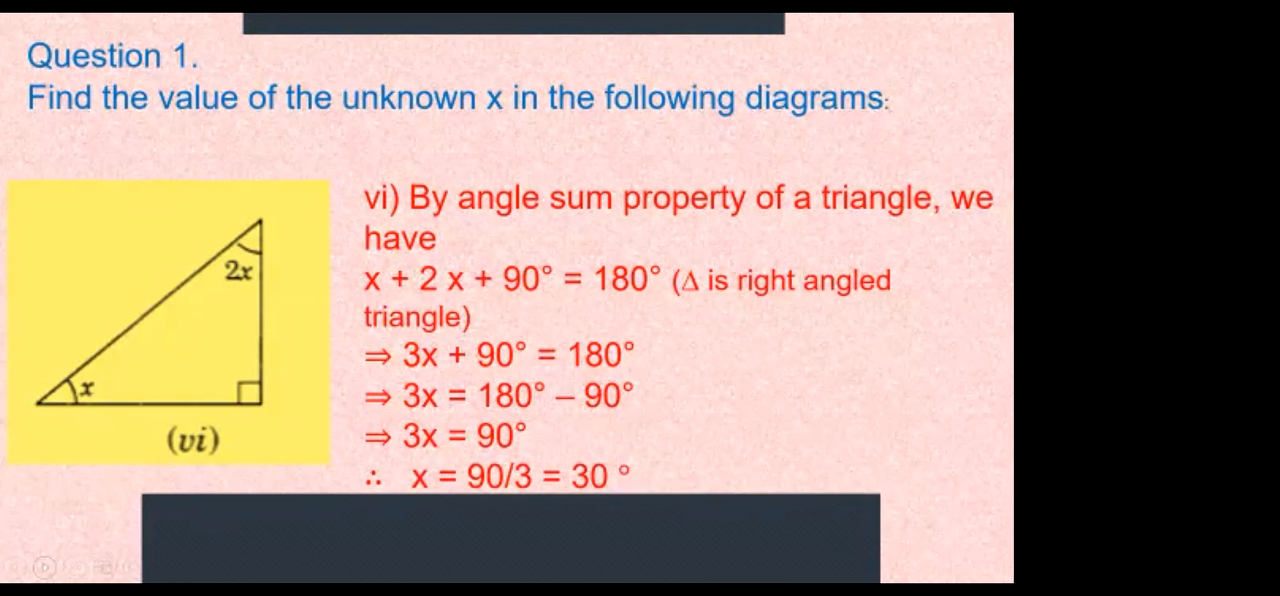 Question 1.
Find the value of the unknown x in the following diagrams:
2x
x
(vi)
vi) By angle sum property of a triangle, we
have
x + 2 x + 90° = 180° (Δ is right angled
triangle)
⇒ 3x + 90° = 180°
⇒ 3x = 180° – 90°
⇒ 3x = 90°
∴ x = 90/3 = 30 °